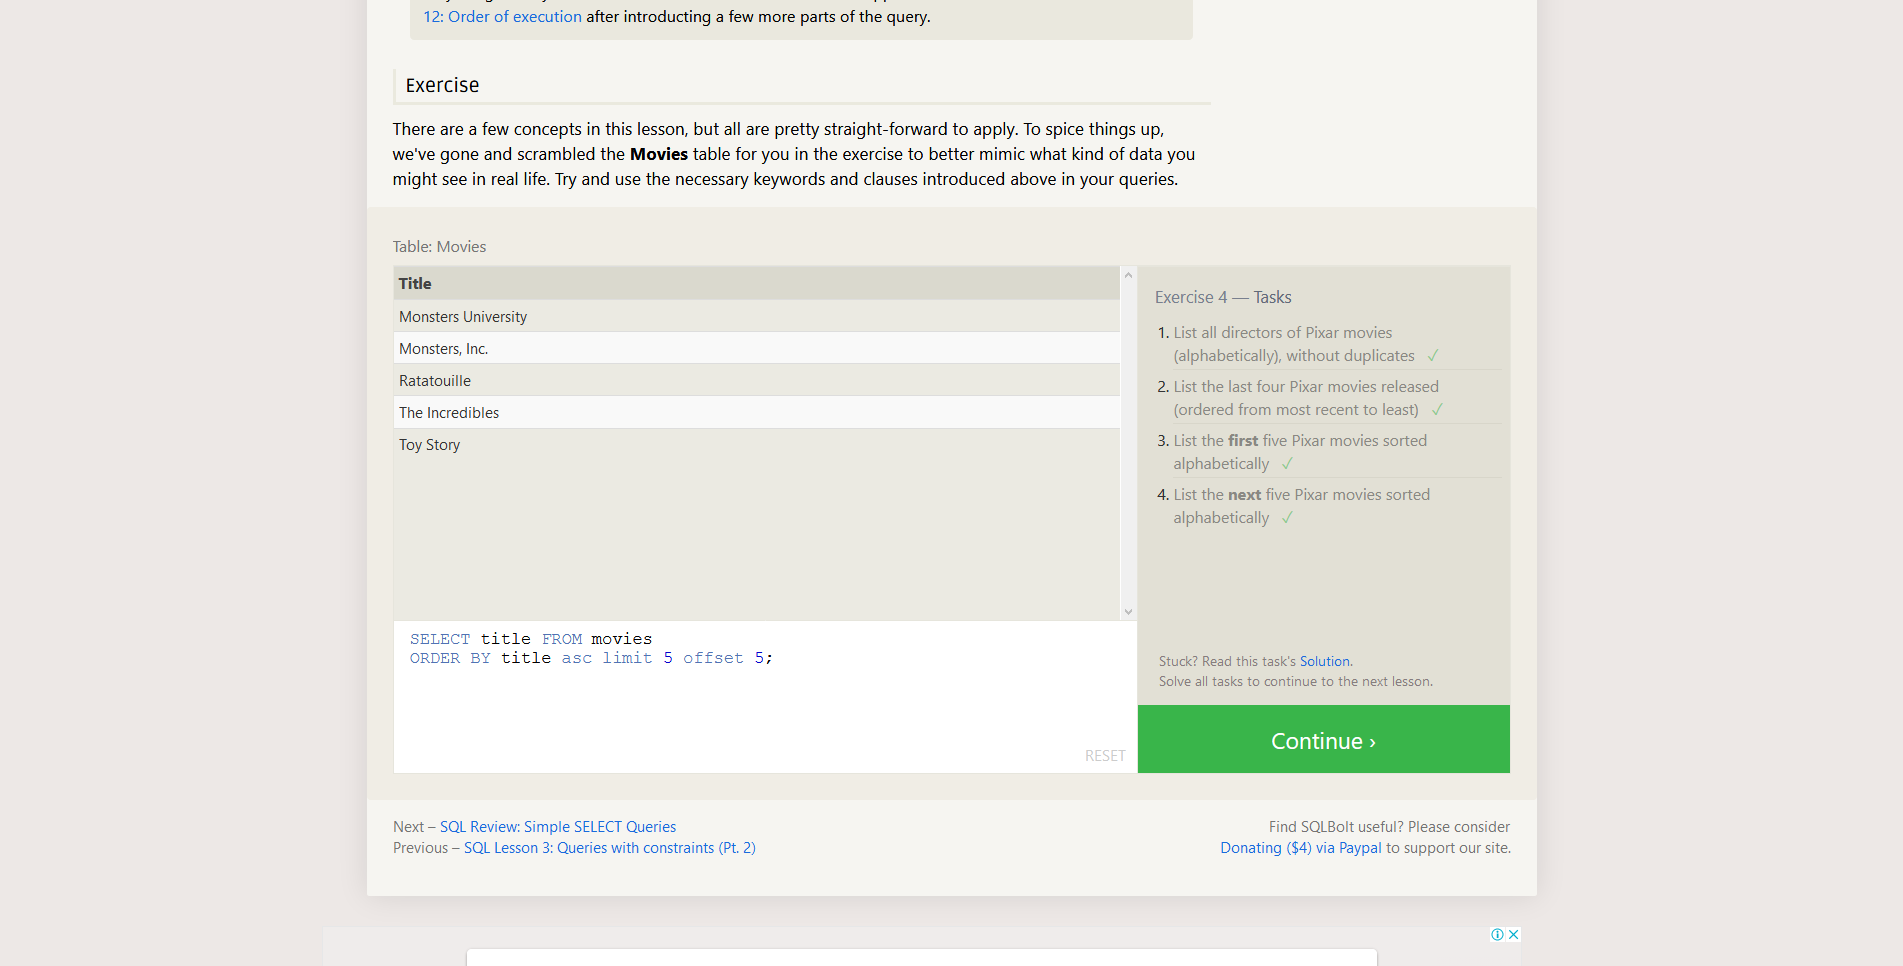 12: Order of execution after introducting a few more parts of the query.
Exercise
There are a few concepts in this lesson, but all are pretty straight-forward to apply. To spice things up,
we've gone and scrambled the Movies table for you in the exercise to better mimic what kind of data you
might see in real life. Try and use the necessary keywords and clauses introduced above in your queries.
Table: Movies
Title
Monsters University
Monsters, Inc.
Ratatouille
The Incredibles
Toy Story
SELECT title FROM movies
ORDER BY title asc limit 5 offset 5;
RESET
Exercise 4 — Tasks
1. List all directors of Pixar movies
(alphabetically), without duplicates ✓
2. List the last four Pixar movies released
(ordered from most recent to least) ✓
3. List the first five Pixar movies sorted
alphabetically ✓
4. List the next five Pixar movies sorted
alphabetically ✓
Stuck? Read this task's Solution.
Solve all tasks to continue to the next lesson.
Continue ›
Next – SQL Review: Simple SELECT Queries
Previous – SQL Lesson 3: Queries with constraints (Pt. 2)
Find SQLBolt useful? Please consider
Donating ($4) via Paypal to support our site.